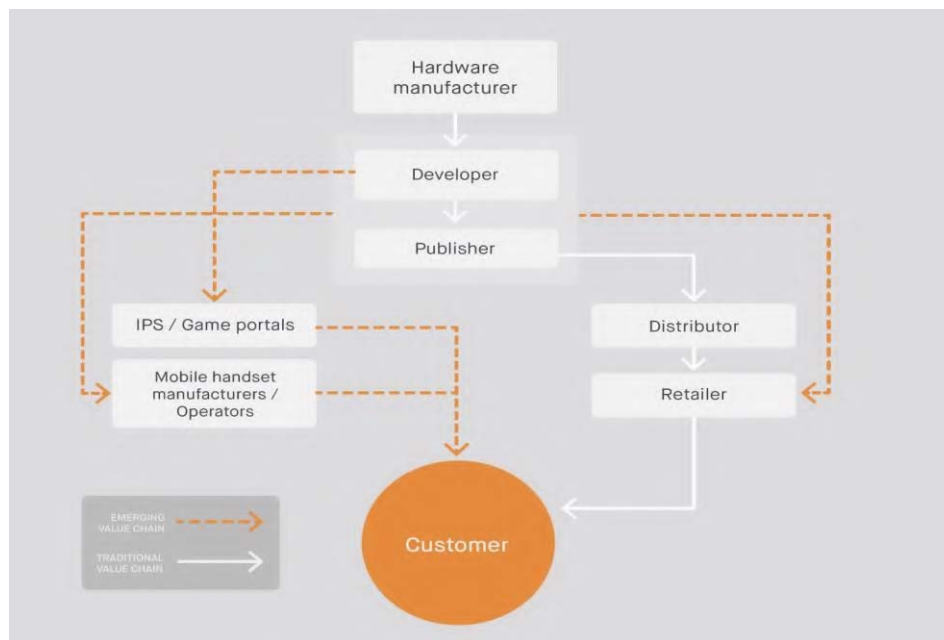 Hardware
manufacturer
Developer
Publisher
IPS / Game portals
Distributor
Mobile handset
manufacturers /
Operators
Retailer
Customer
EMERGING
VALUE CHAIN
TRADITIONAL
VALUE CHAIN